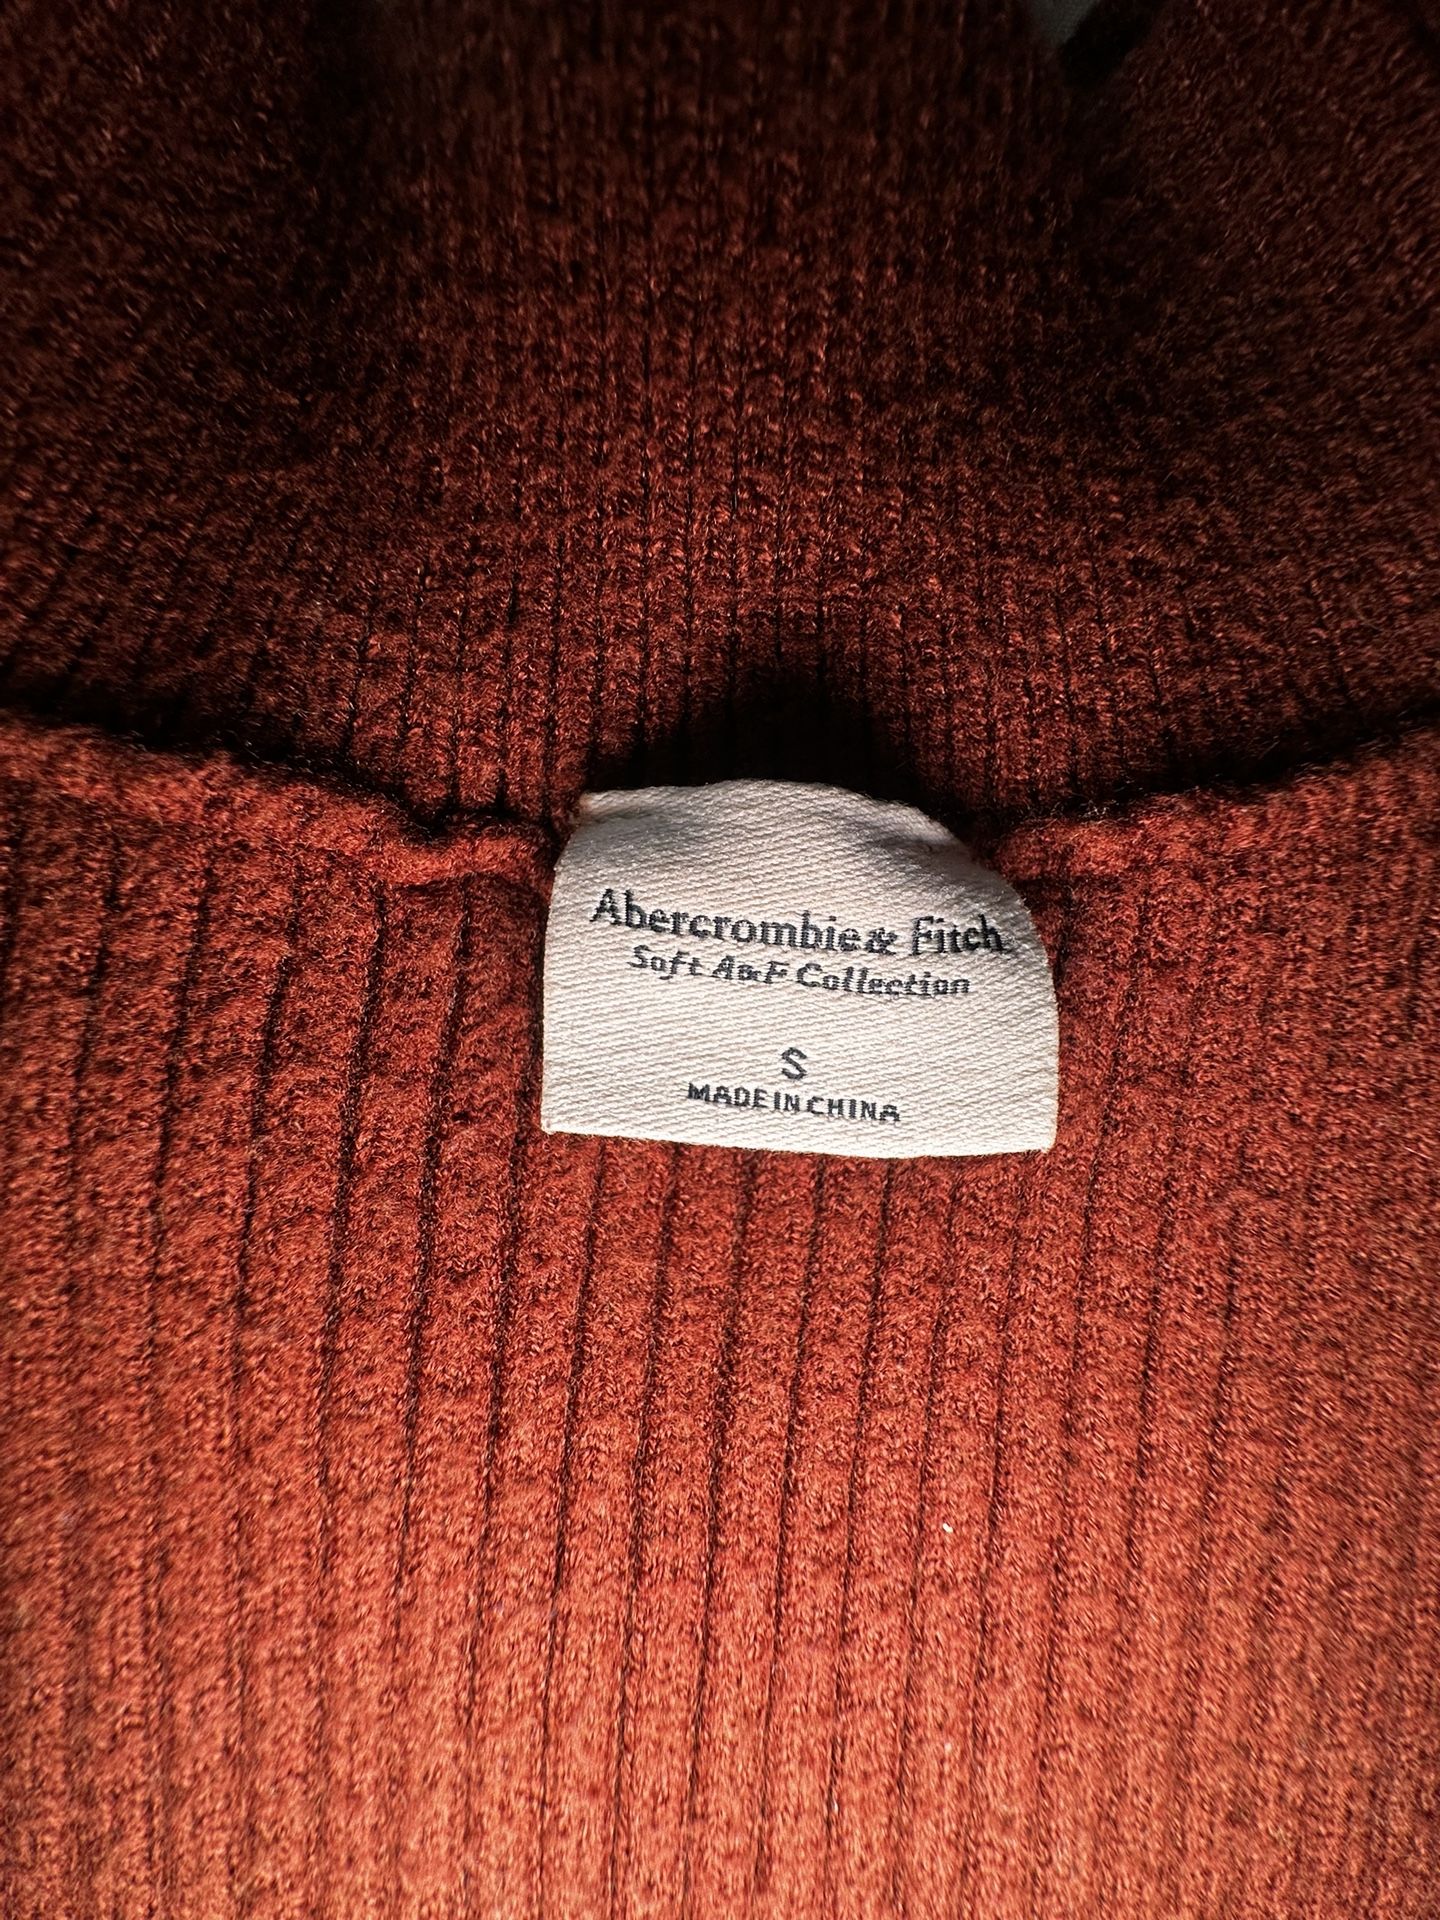 Abercrombie & Fitch
Soft A&F Collection
S
MADE IN CHINA